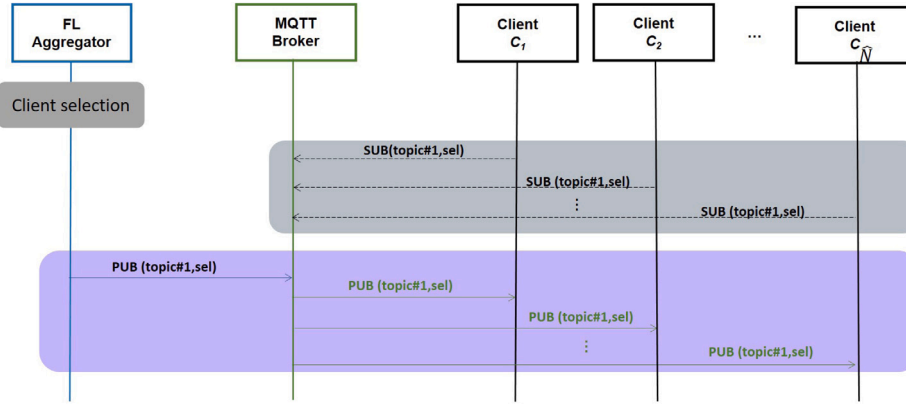 FL
Aggregator
MQTT
Broker
Client
C1
Client
C2
...
Client
CN̂
Client selection
SUB(topic#1,sel)
SUB (topic#1,sel)
⋮
SUB (topic#1,sel)
PUB (topic#1,sel)
PUB (topic#1,sel)
PUB (topic#1,sel)
⋮
PUB (topic#1,sel)